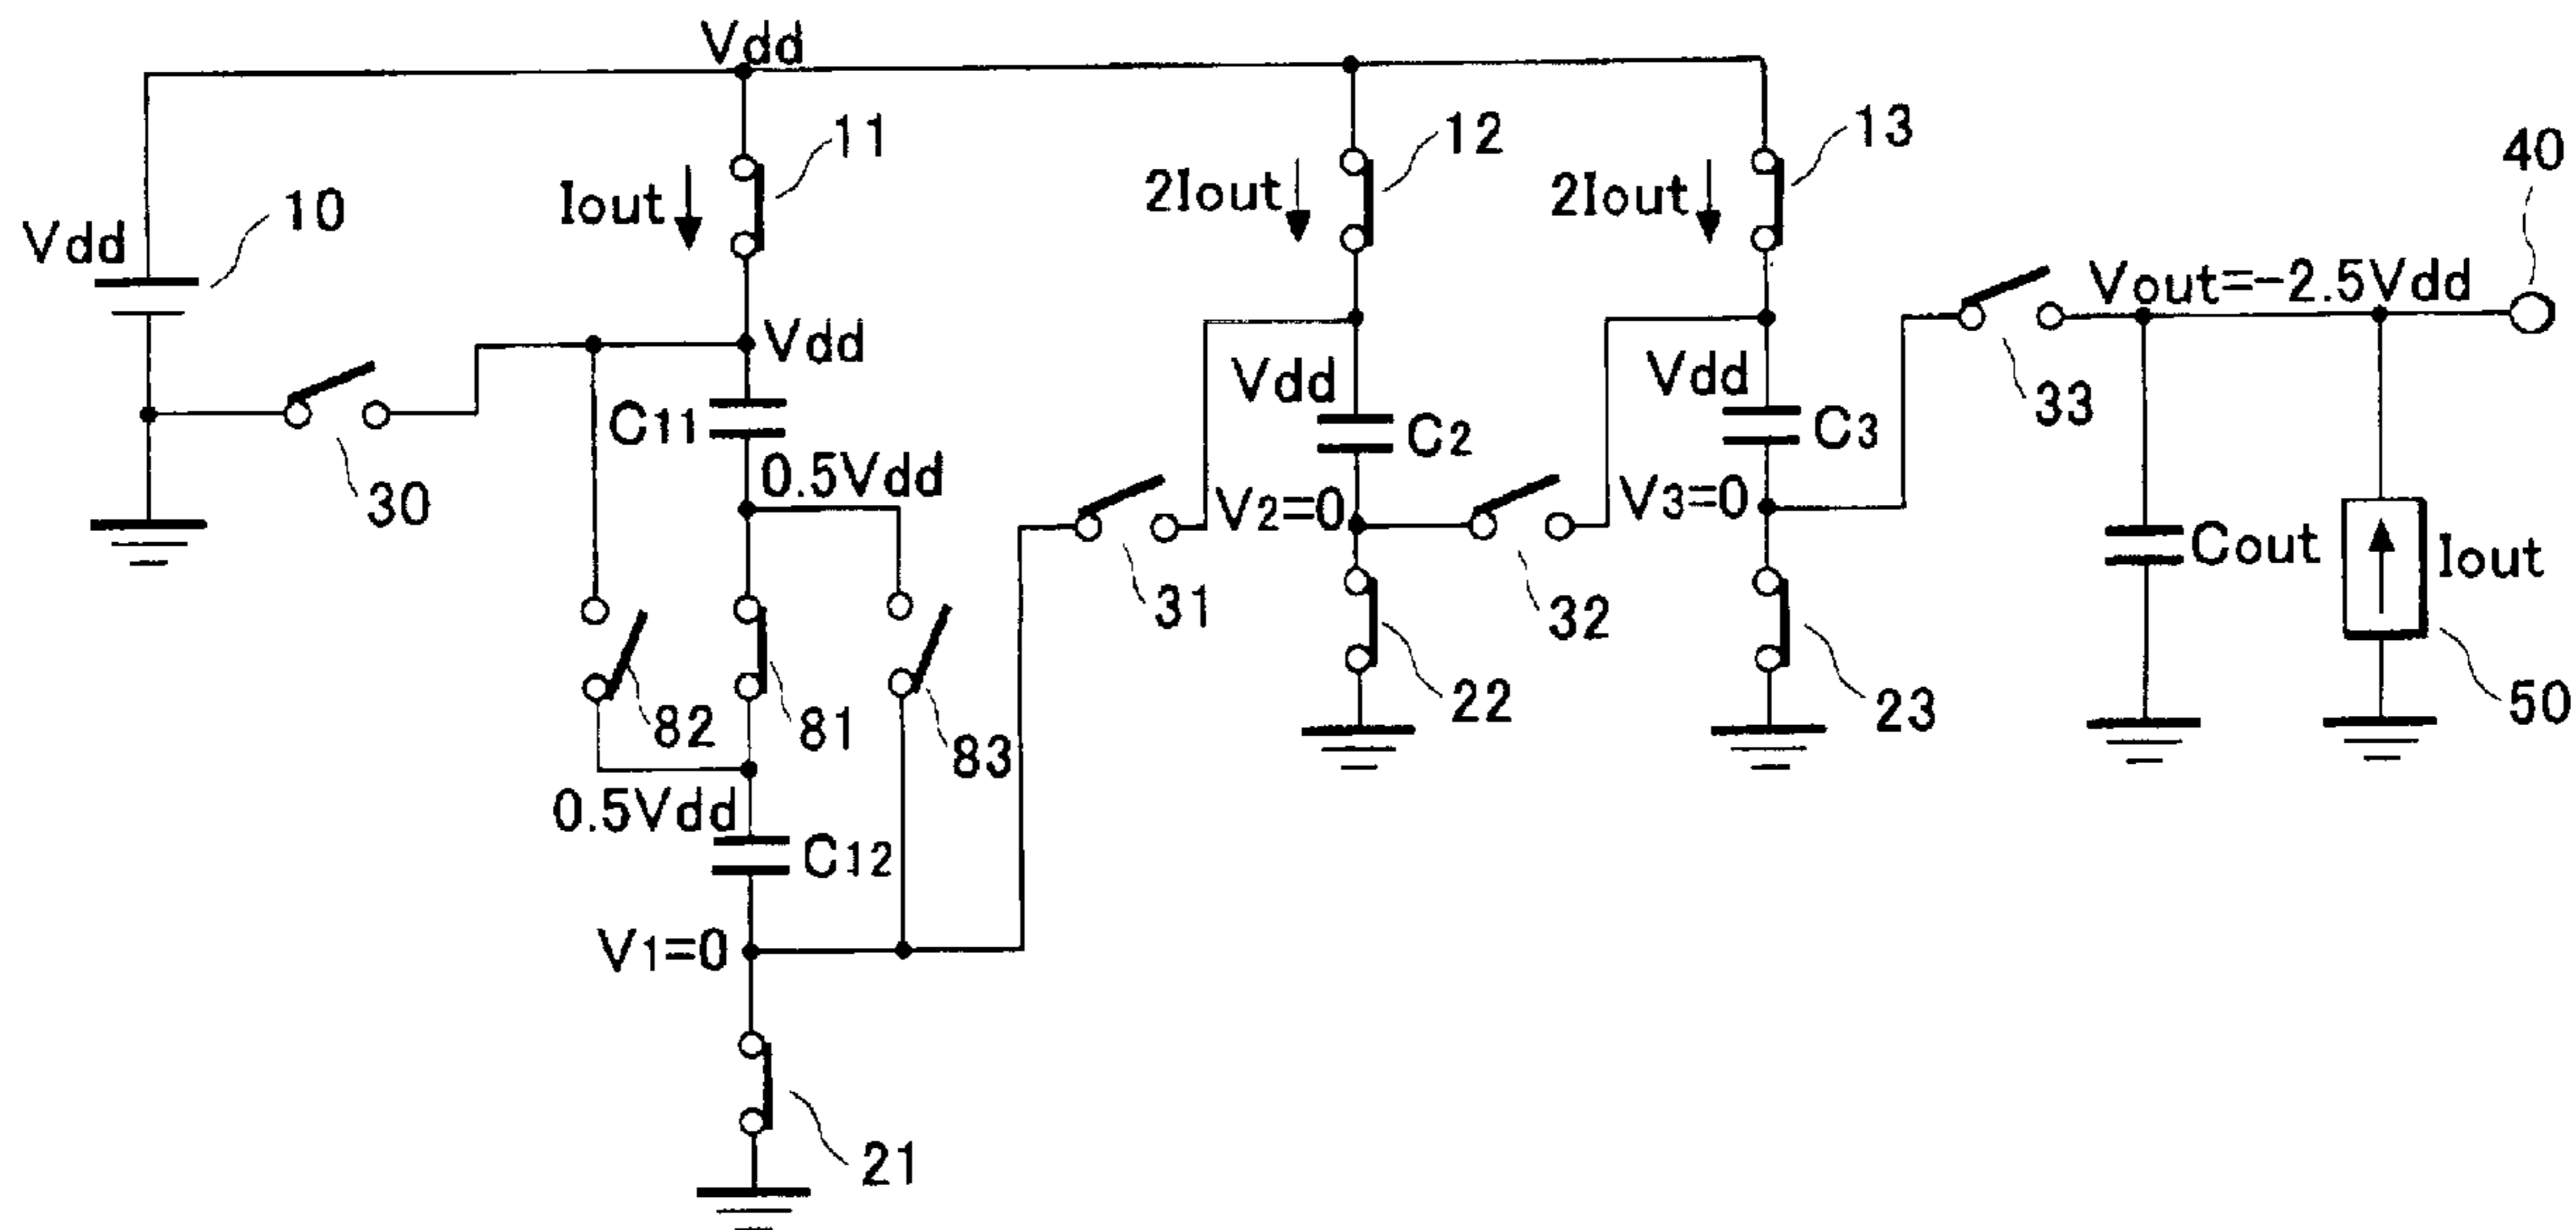 Vdd
11
12
13
40
Iout
2Iout
2Iout
Vdd
10
Vout=-2.5Vdd
Vdd
Vdd
Vdd
33
C11
C2
C3
30
0.5Vdd
V2=0
V3=0
31
32
Cout
Iout
82
81
83
22
23
50
0.5Vdd
C12
V1=0
21